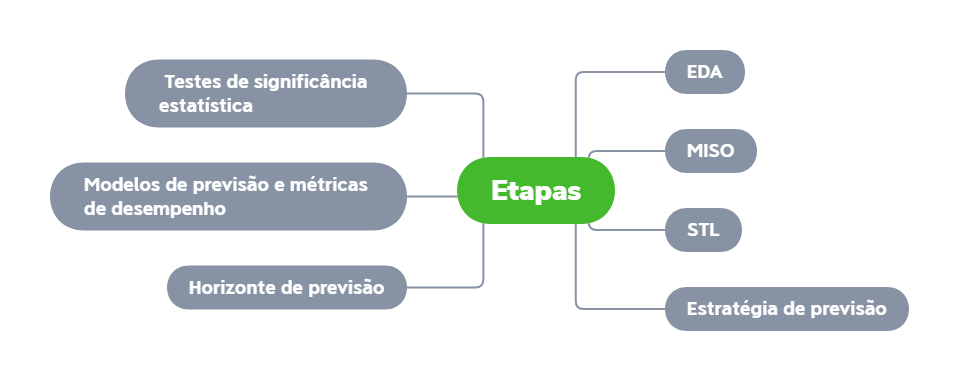 Testes de significância
estatística
Modelos de previsão e métricas
de desempenho
Horizonte de previsão
Etapas
EDA
MISO
STL
Estratégia de previsão